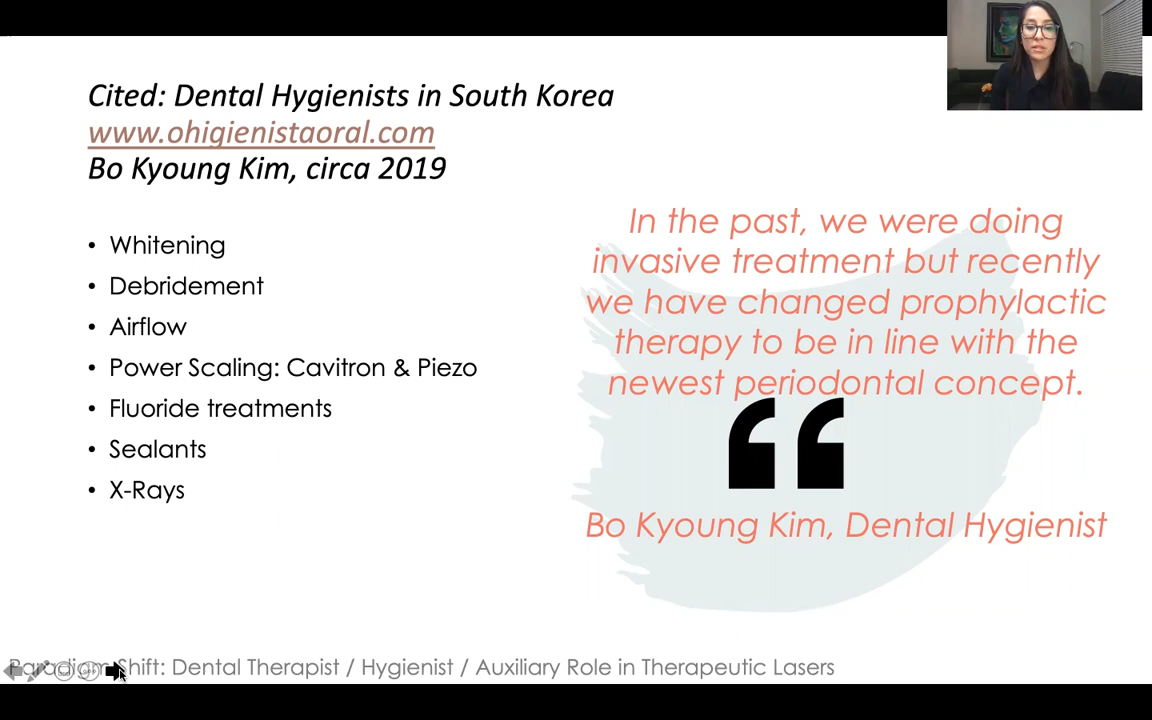 Cited: Dental Hygienists in South Korea
www.ohigienistaoral.com
Bo Kyoung Kim, circa 2019
• Whitening
• Debridement
• Airflow
• Power Scaling: Cavitron & Piezo
• Fluoride treatments
• Sealants
• X-Rays
In the past, we were doing
invasive treatment but recently
we have changed prophylactic
therapy to be in line with the
newest periodontal concept.
“
Bo Kyoung Kim, Dental Hygienist
Paradigm Shift: Dental Therapist / Hygienist / Auxiliary Role in Therapeutic Lasers